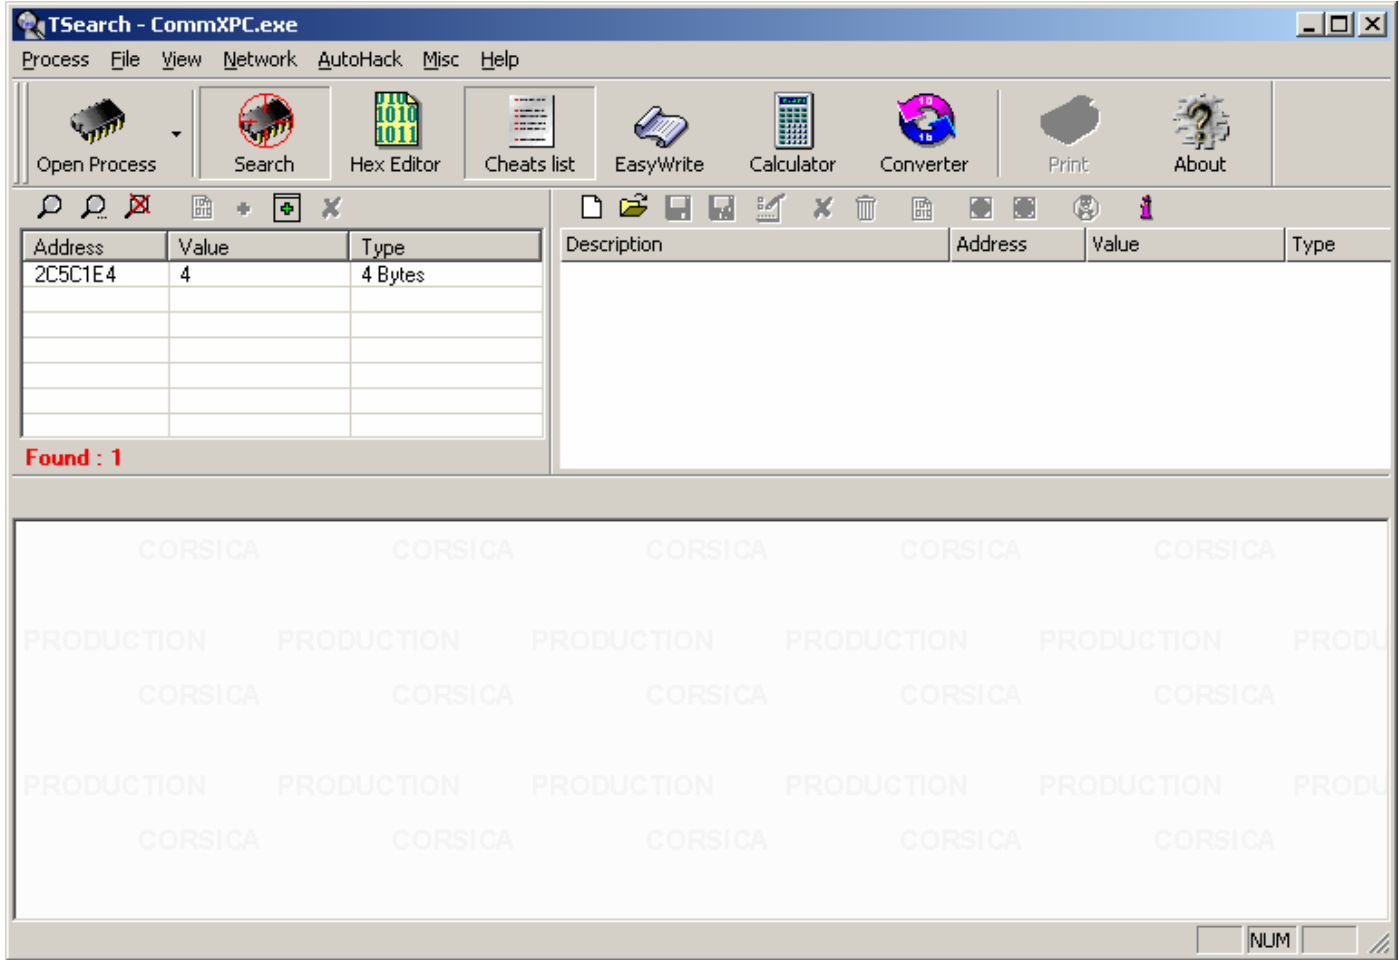 TSearch - CommXPC.exe
Process File View Network AutoHack Misc Help
Open Process Search Hex Editor Cheats list EasyWrite Calculator Converter Print About
Address Value Type
2C5C1E4 4 4 Bytes
Found : 1
Description Address Value Type
CORSICA CORSICA CORSICA CORSICA CORSICA
PRODUCTION PRODUCTION PRODUCTION PRODUCTION PRODUCTION PRODU
CORSICA CORSICA CORSICA CORSICA CORSICA
PRODUCTION PRODUCTION PRODUCTION PRODUCTION PRODUCTION PRODU
CORSICA CORSICA CORSICA CORSICA CORSICA
NUM